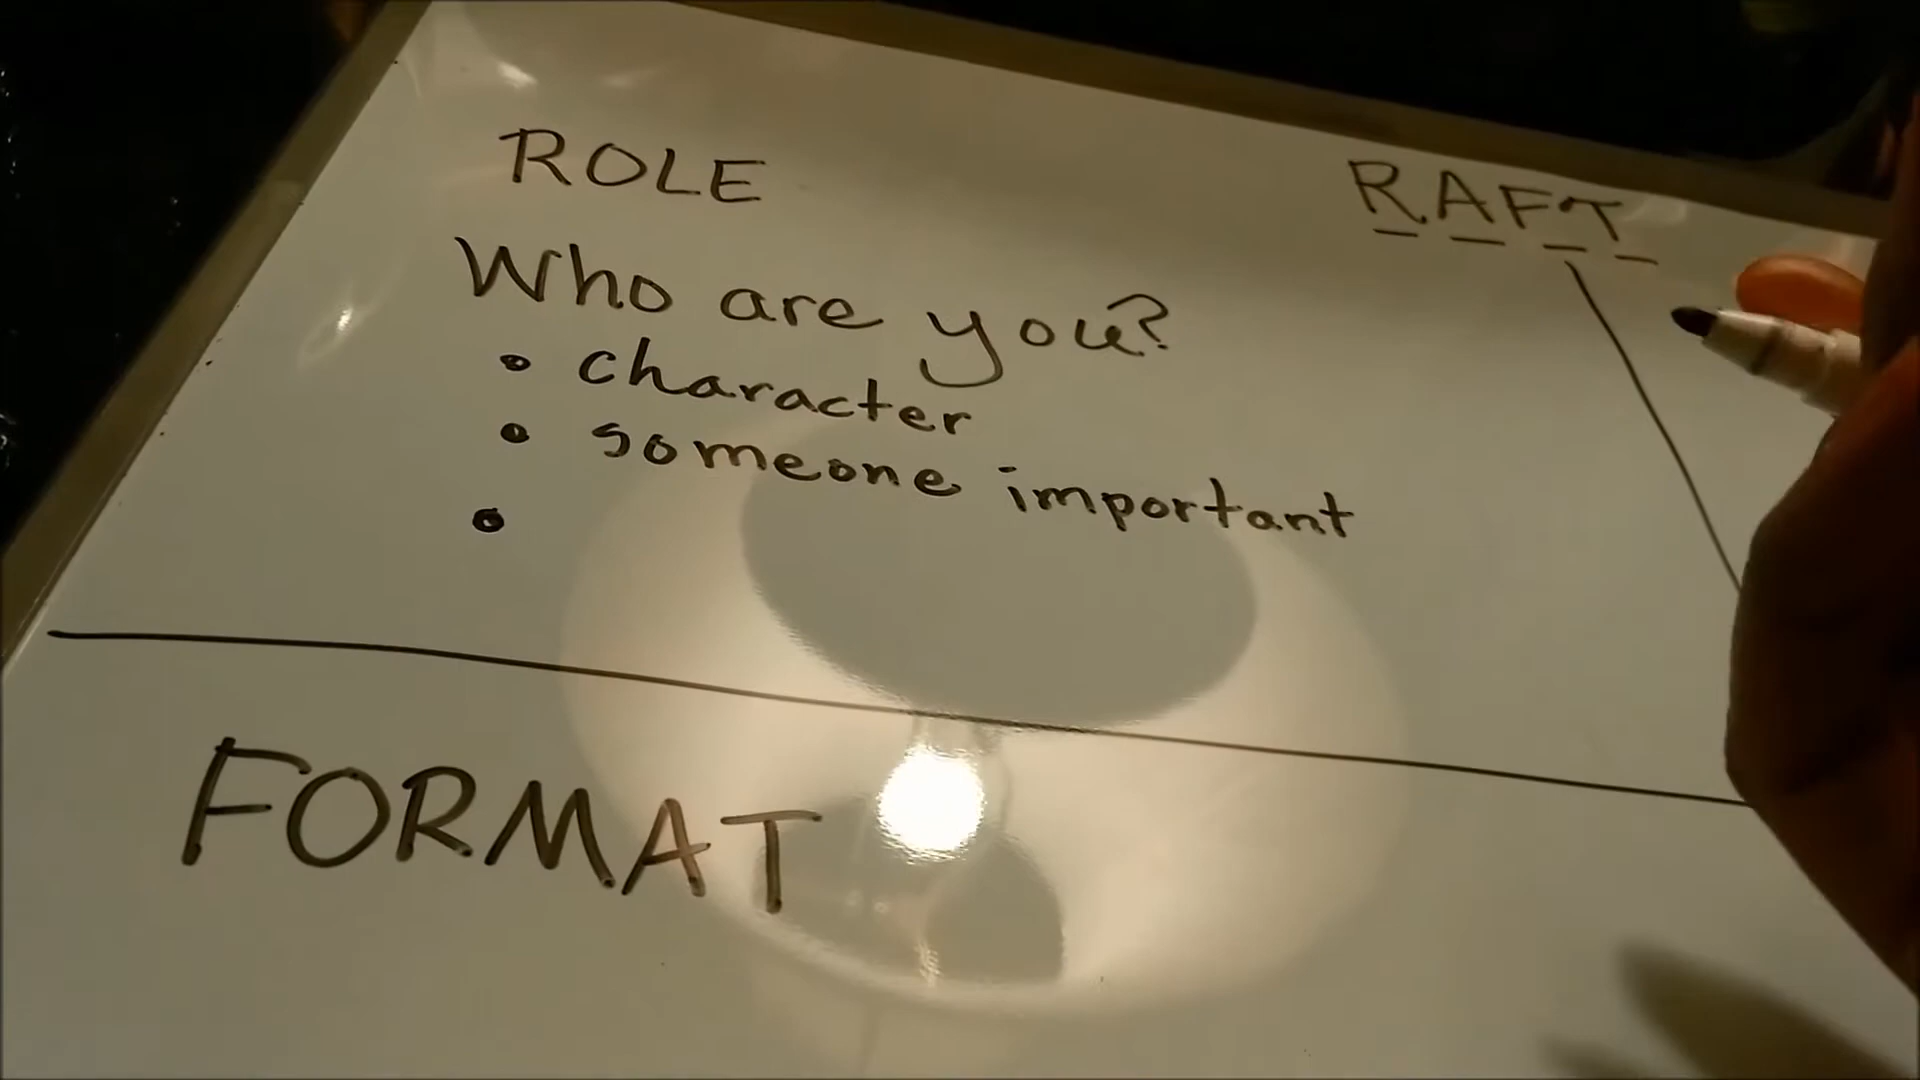 ROLE
RAFT
Who are you?
• character
• someone important
•
FORMAT